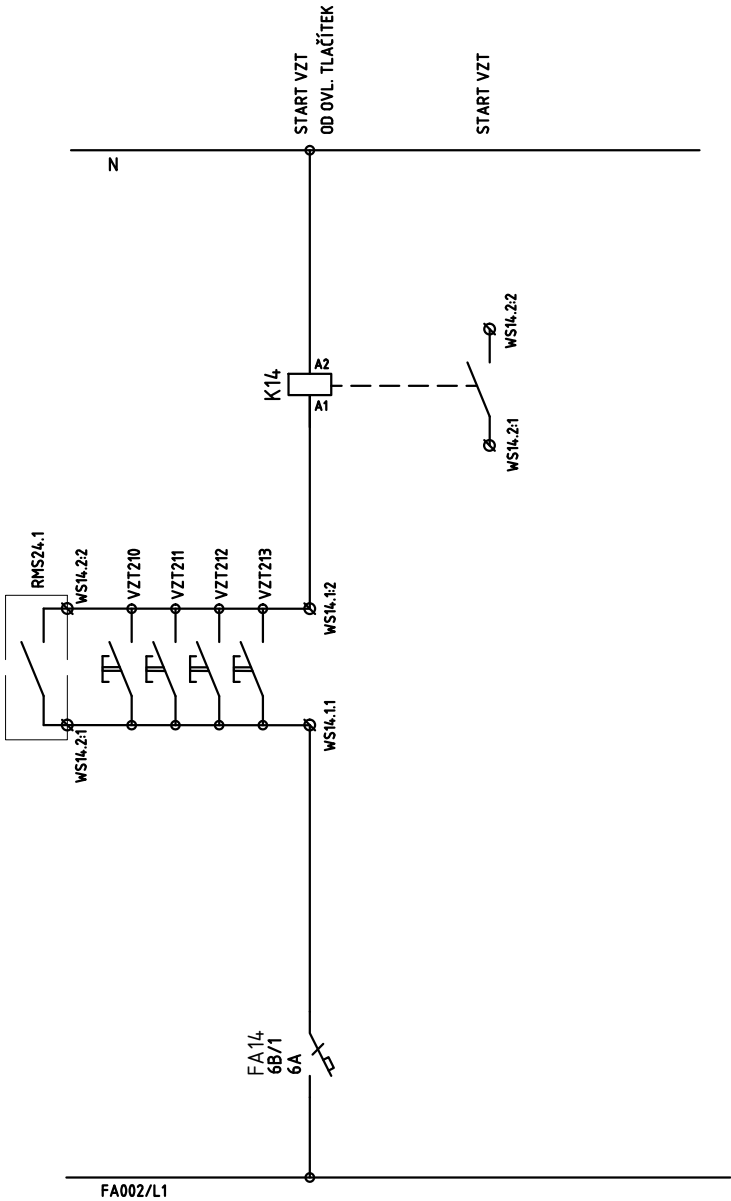 START VZT
OD OVL. TLAČÍTEK
START VZT
N
A2
K14
A1
WS14.2:2
WS14.2:1
RMS24.1
WS14.2:2
VZT210
VZT211
VZT212
VZT213
WS14.1:2
WS14.2:1
WS14.1.1
FA14
6B/1
6A
FA002/L1